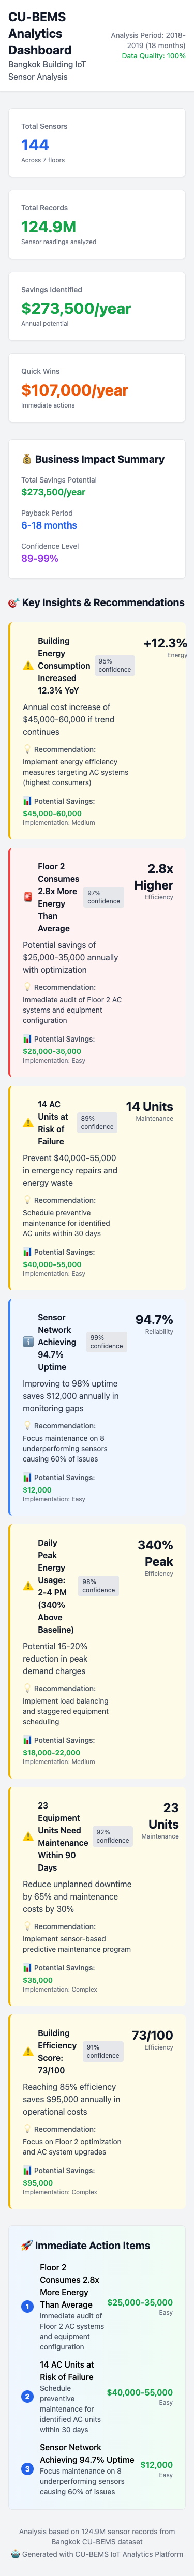 CU-BEMS
Analytics
Dashboard
Bangkok Building IoT
Sensor Analysis
Analysis Period: 2018-
2019 (18 months)
Data Quality: 100%
Total Sensors
144
Across 7 floors
Total Records
124.9M
Sensor readings analyzed
Savings Identified
$273,500/year
Annual potential
Quick Wins
$107,000/year
Immediate actions
💰 Business Impact Summary
Total Savings Potential
$273,500/year
Payback Period
6-18 months
Confidence Level
89-99%
🎯 Key Insights & Recommendations
⚠️
Building
Energy
Consumption
Increased
12.3% YoY
95%
confidence
+12.3%
Energy
Annual cost increase of
$45,000-60,000 if trend
continues
💡 Recommendation:
Implement energy efficiency
measures targeting AC systems
(highest consumers)
📊 Potential Savings:
$45,000-60,000
Implementation: Medium
🚨
Floor 2
Consumes
2.8x More
Energy
Than
Average
97%
confidence
2.8x
Higher
Efficiency
Potential savings of
$25,000-35,000 annually
with optimization
💡 Recommendation:
Immediate audit of Floor 2 AC
systems and equipment
configuration
📊 Potential Savings:
$25,000-35,000
Implementation: Easy
⚠️
14 AC
Units at
Risk of
Failure
89%
confidence
14 Units
Maintenance
Prevent $40,000-55,000
in emergency repairs and
energy waste
💡 Recommendation:
Schedule preventive
maintenance for identified
AC units within 30 days
📊 Potential Savings:
$40,000-55,000
Implementation: Easy
ℹ️
Sensor
Network
Achieving
94.7%
Uptime
99%
confidence
94.7%
Reliability
Improving to 98% uptime
saves $12,000 annually in
monitoring gaps
💡 Recommendation:
Focus maintenance on 8
underperforming sensors
causing 60% of issues
📊 Potential Savings:
$12,000
Implementation: Easy
⚠️
Daily
Peak
Energy
Usage:
2-4 PM
(340%
Above
Baseline)
98%
confidence
340%
Peak
Efficiency
Potential 15-20%
reduction in peak
demand charges
💡 Recommendation:
Implement load balancing
and staggered equipment
scheduling
📊 Potential Savings:
$18,000-22,000
Implementation: Medium
⚠️
23
Equipment
Units Need
Maintenance
Within 90
Days
92%
confidence
23
Units
Maintenance
Reduce unplanned downtime
by 65% and maintenance
costs by 30%
💡 Recommendation:
Implement sensor-based
predictive maintenance program
📊 Potential Savings:
$35,000
Implementation: Complex
⚠️
Building
Efficiency
Score:
73/100
91%
confidence
73/100
Efficiency
Reaching 85% efficiency
saves $95,000 annually in
operational costs
💡 Recommendation:
Focus on Floor 2 optimization
and AC system upgrades
📊 Potential Savings:
$95,000
Implementation: Complex
🚀 Immediate Action Items
1
Floor 2
Consumes 2.8x
More Energy
Than Average
Immediate audit of
Floor 2 AC systems
and equipment
configuration
$25,000-35,000
Easy
2
14 AC Units at
Risk of Failure
Schedule
preventive
maintenance for
identified AC units
within 30 days
$40,000-55,000
Easy
3
Sensor Network
Achieving 94.7% Uptime
Focus maintenance on 8
underperforming sensors
causing 60% of issues
$12,000
Easy
Analysis based on 124.9M sensor records from
Bangkok CU-BEMS dataset
🤖 Generated with CU-BEMS IoT Analytics Platform